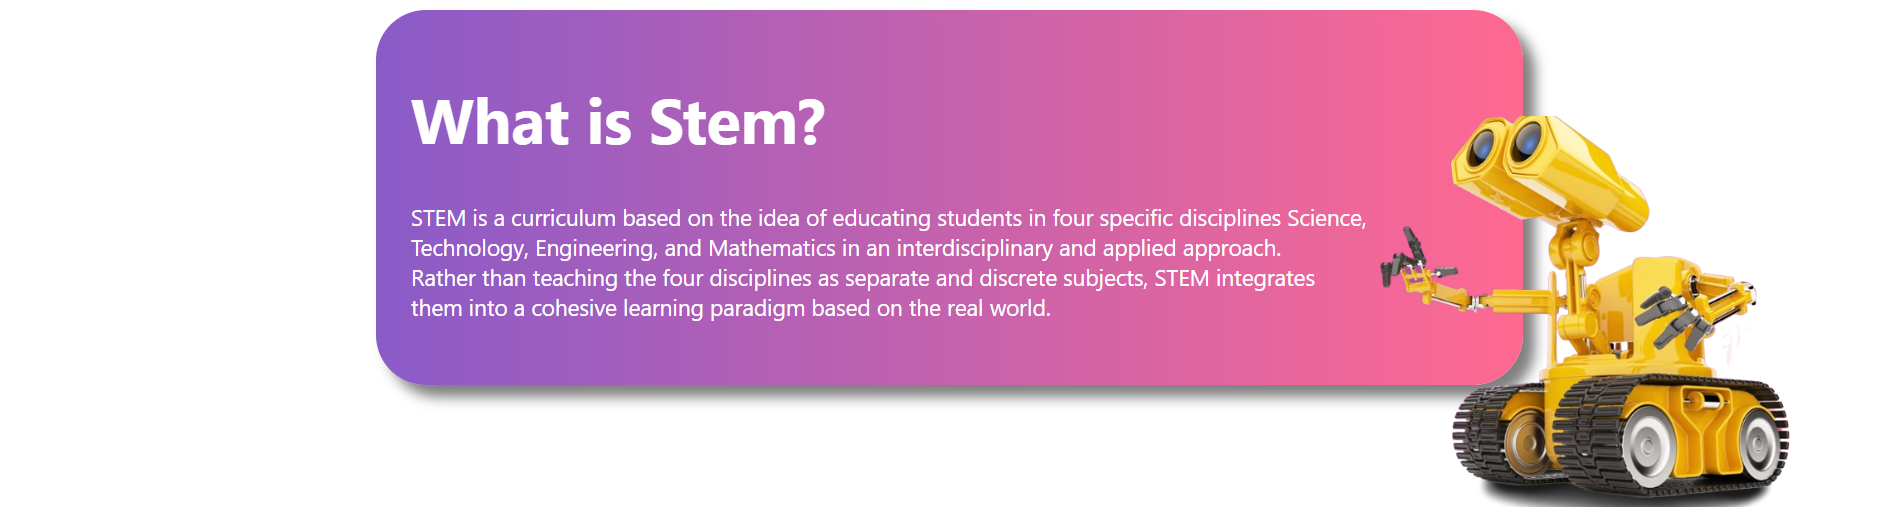 What is Stem?
STEM is a curriculum based on the idea of educating students in four specific disciplines Science,
Technology, Engineering, and Mathematics in an interdisciplinary and applied approach.
Rather than teaching the four disciplines as separate and discrete subjects, STEM integrates
them into a cohesive learning paradigm based on the real world.